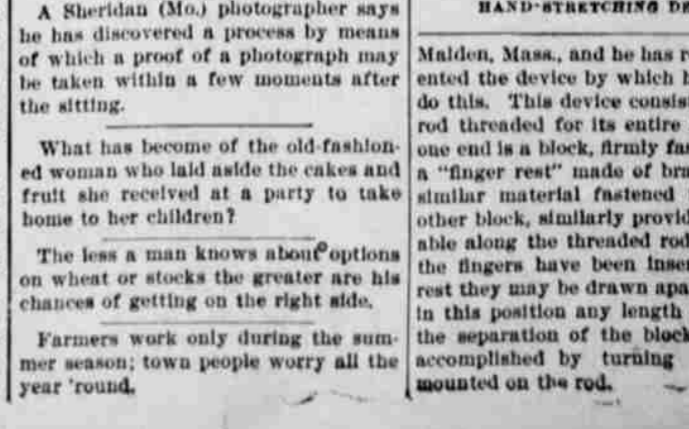 A Sheridan (Mo.) photographer says
he has discovered a process by means
of which a proof of a photograph may
be taken within a few moments after
the sitting.
What has become of the old-fashion-
ed woman who laid aside the cakes and
fruit she received at a party to take
home to her children?
The less a man knows about options
on wheat or stocks the greater are his
chances of getting on the right side.
Farmers work only during the sum-
mer season; town people worry all the
year 'round.
HAND-STRETCHING
Malden, Mass., and he has
ented the device by which
do this. This device
rod threaded for its entire
one end is a block, firmly
a "finger rest" made of
similar material fastened
other block, similarly
able along the threaded rod
the fingers have been
rest they may be drawn
in this position any length
the separation of the
accomplished by turning
mounted on the rod.